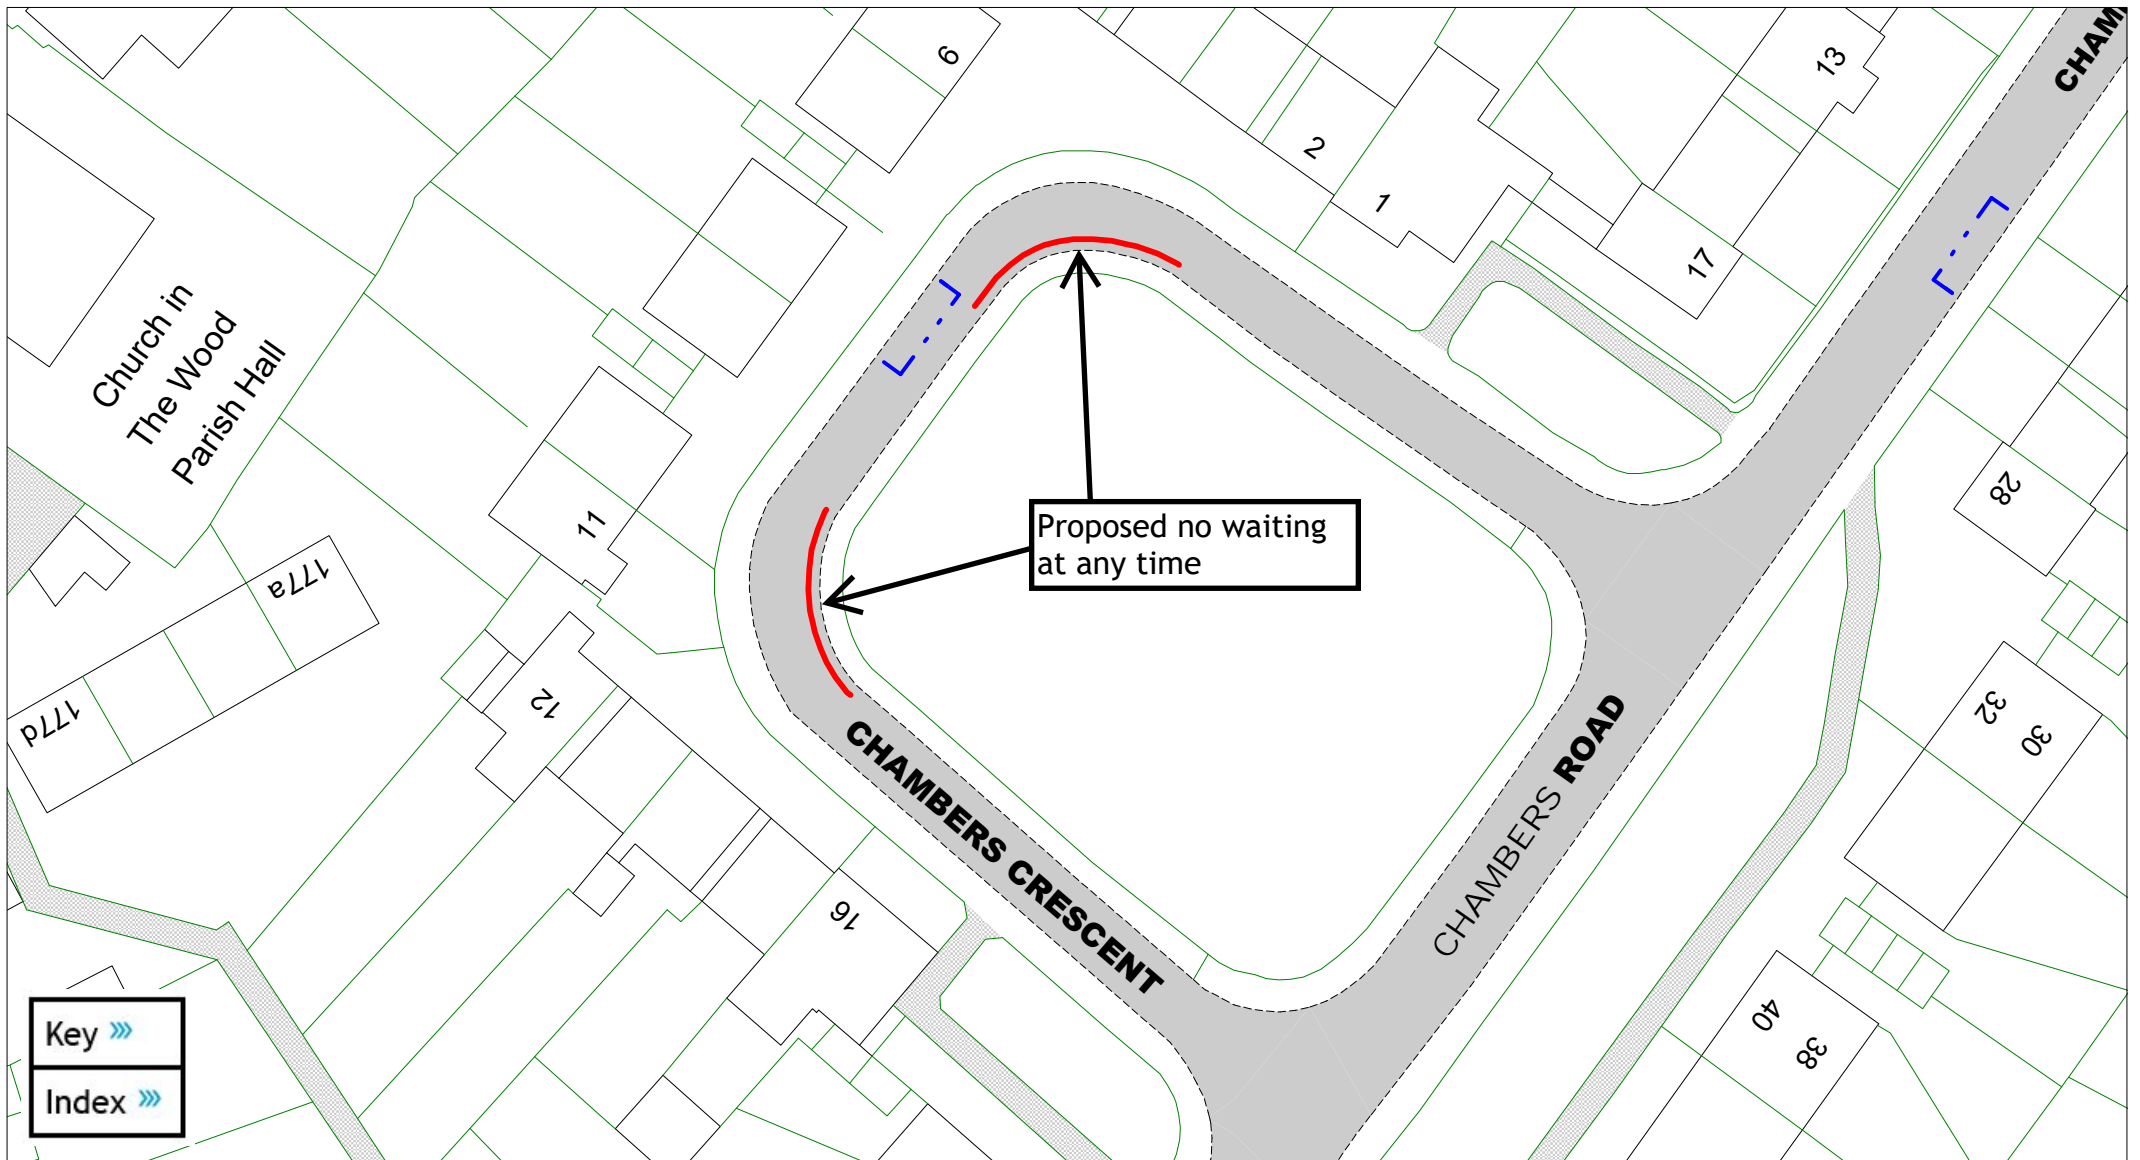 CHAM
6
13
2
1
17
Church in
The Wood
Parish Hall
11
28
Proposed no waiting
at any time
177a
177d
12
32
30
CHAMBERS CRESCENT
CHAMBERS ROAD
16
40
38
Key
Index